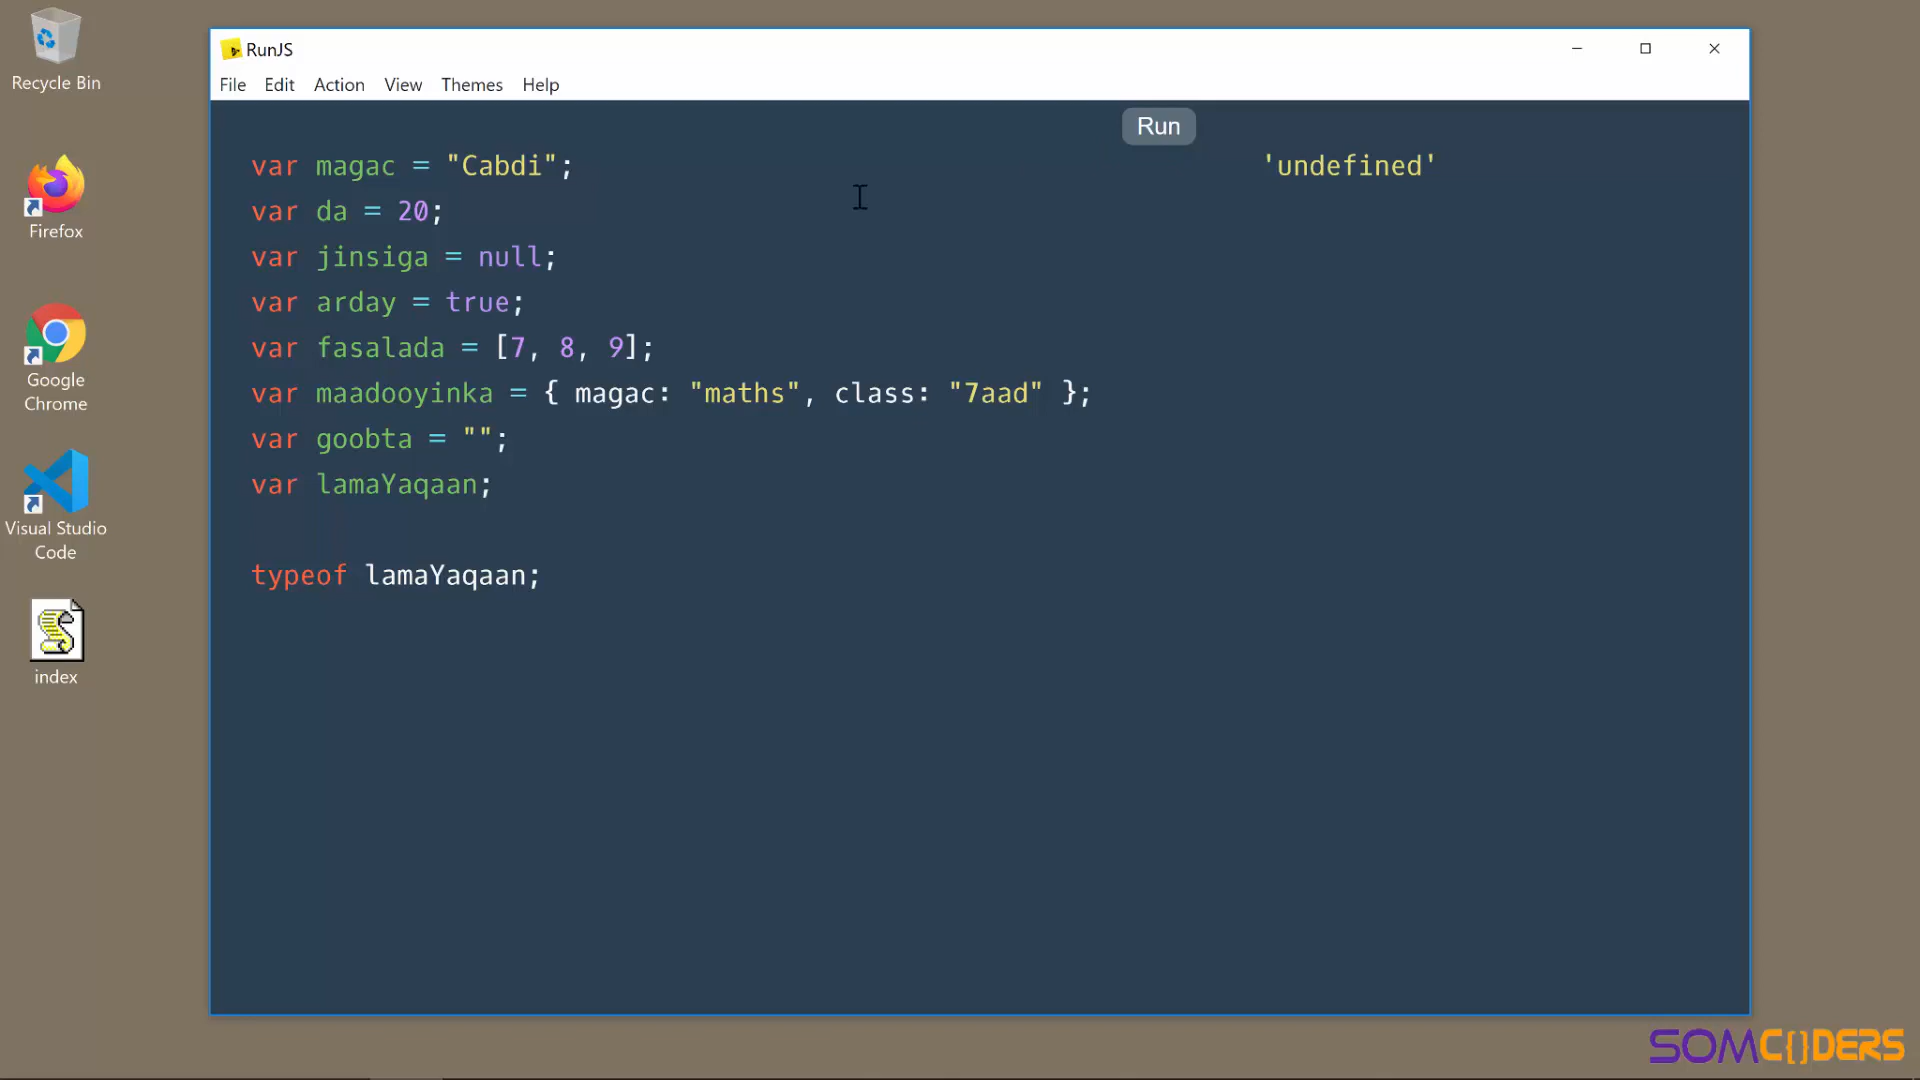 Recycle Bin
Firefox
Google
Chrome
Visual Studio
Code
index
RunJS
File Edit Action View Themes Help
Run
var magac = "Cabdi";
var da = 20;
var jinsiga = null;
var arday = true;
var fasalada = [7, 8, 9];
var maadooyinka = { magac: "maths", class: "7aad" };
var goobta = "";
var lamaYaqaan;
typeof lamaYaqaan;
'undefined'
SOMC{}DERS